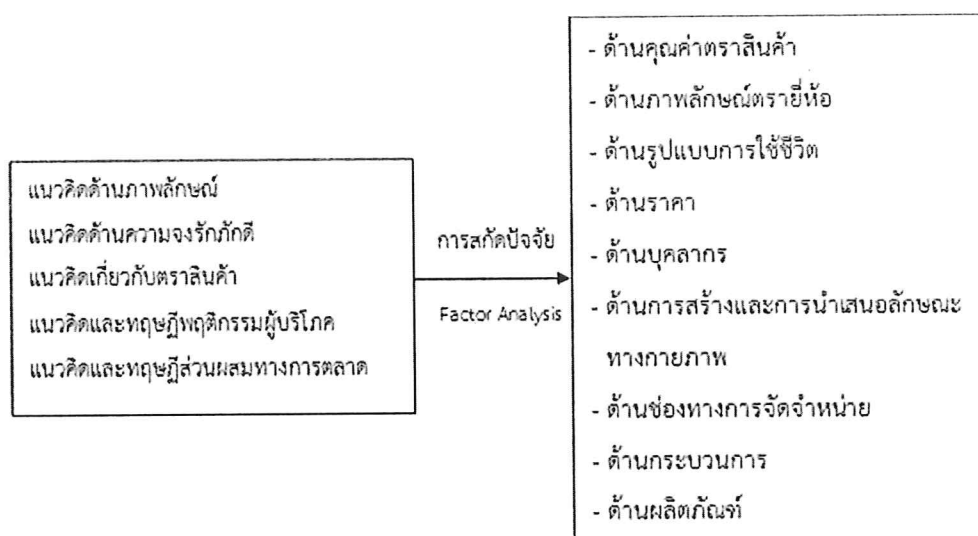 แนวคิดด้านภาพลักษณ์
แนวคิดด้านความจงรักภักดี
แนวคิดเกี่ยวกับตราสินค้า
แนวคิดและทฤษฎีพฤติกรรมผู้บริโภค
แนวคิดและทฤษฎีส่วนผสมทางการตลาด
การสกัดปัจจัย
Factor Analysis
- ด้านคุณค่าตราสินค้า
- ด้านภาพลักษณ์ตรายี่ห้อ
- ด้านรูปแบบการใช้ชีวิต
- ด้านราคา
- ด้านบุคลากร
- ด้านการสร้างและการนำเสนอลักษณะ
ทางกายภาพ
- ด้านช่องทางการจัดจำหน่าย
- ด้านกระบวนการ
- ด้านผลิตภัณฑ์